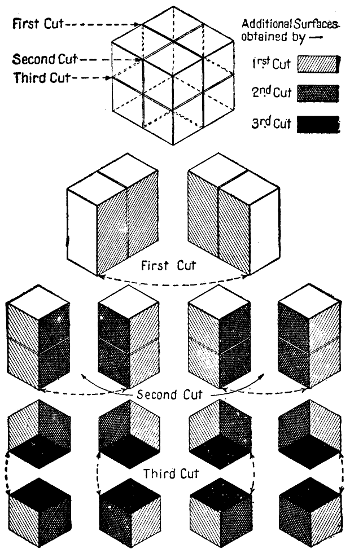 First Cut
Second Cut
Third Cut
Additional Surfaces
obtained by —
1st Cut
2nd Cut
3rd Cut
First Cut
Second Cut
Third Cut